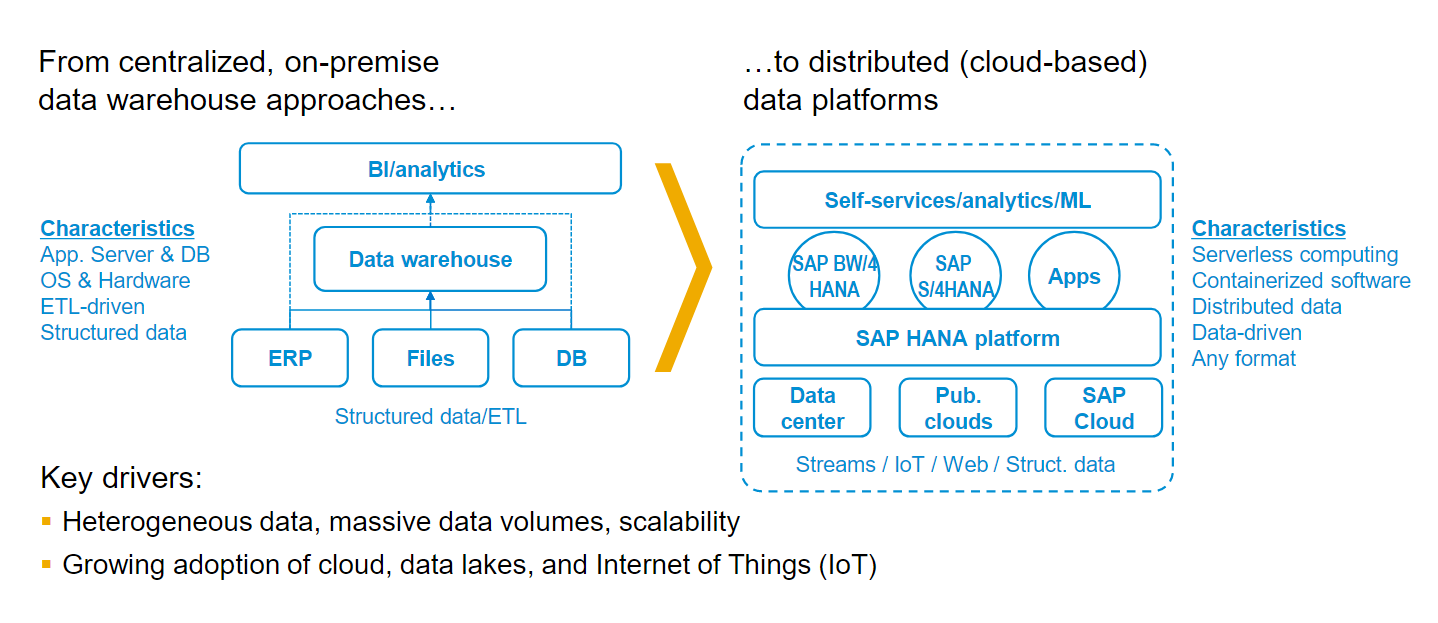 From centralized, on-premise
data warehouse approaches…
BI/analytics
Characteristics
App. Server & DB
OS & Hardware
ETL-driven
Structured data
Data warehouse
ERP
Files
DB
Structured data/ETL
…to distributed (cloud-based)
data platforms
Self-services/analytics/ML
SAP BW/4
HANA
SAP
S/4HANA
Apps
SAP HANA platform
Data
center
Pub.
clouds
SAP
Cloud
Streams / IoT / Web / Struct. data
Characteristics
Serverless computing
Containerized software
Distributed data
Data-driven
Any format
Key drivers:
Heterogeneous data, massive data volumes, scalability
Growing adoption of cloud, data lakes, and Internet of Things (IoT)